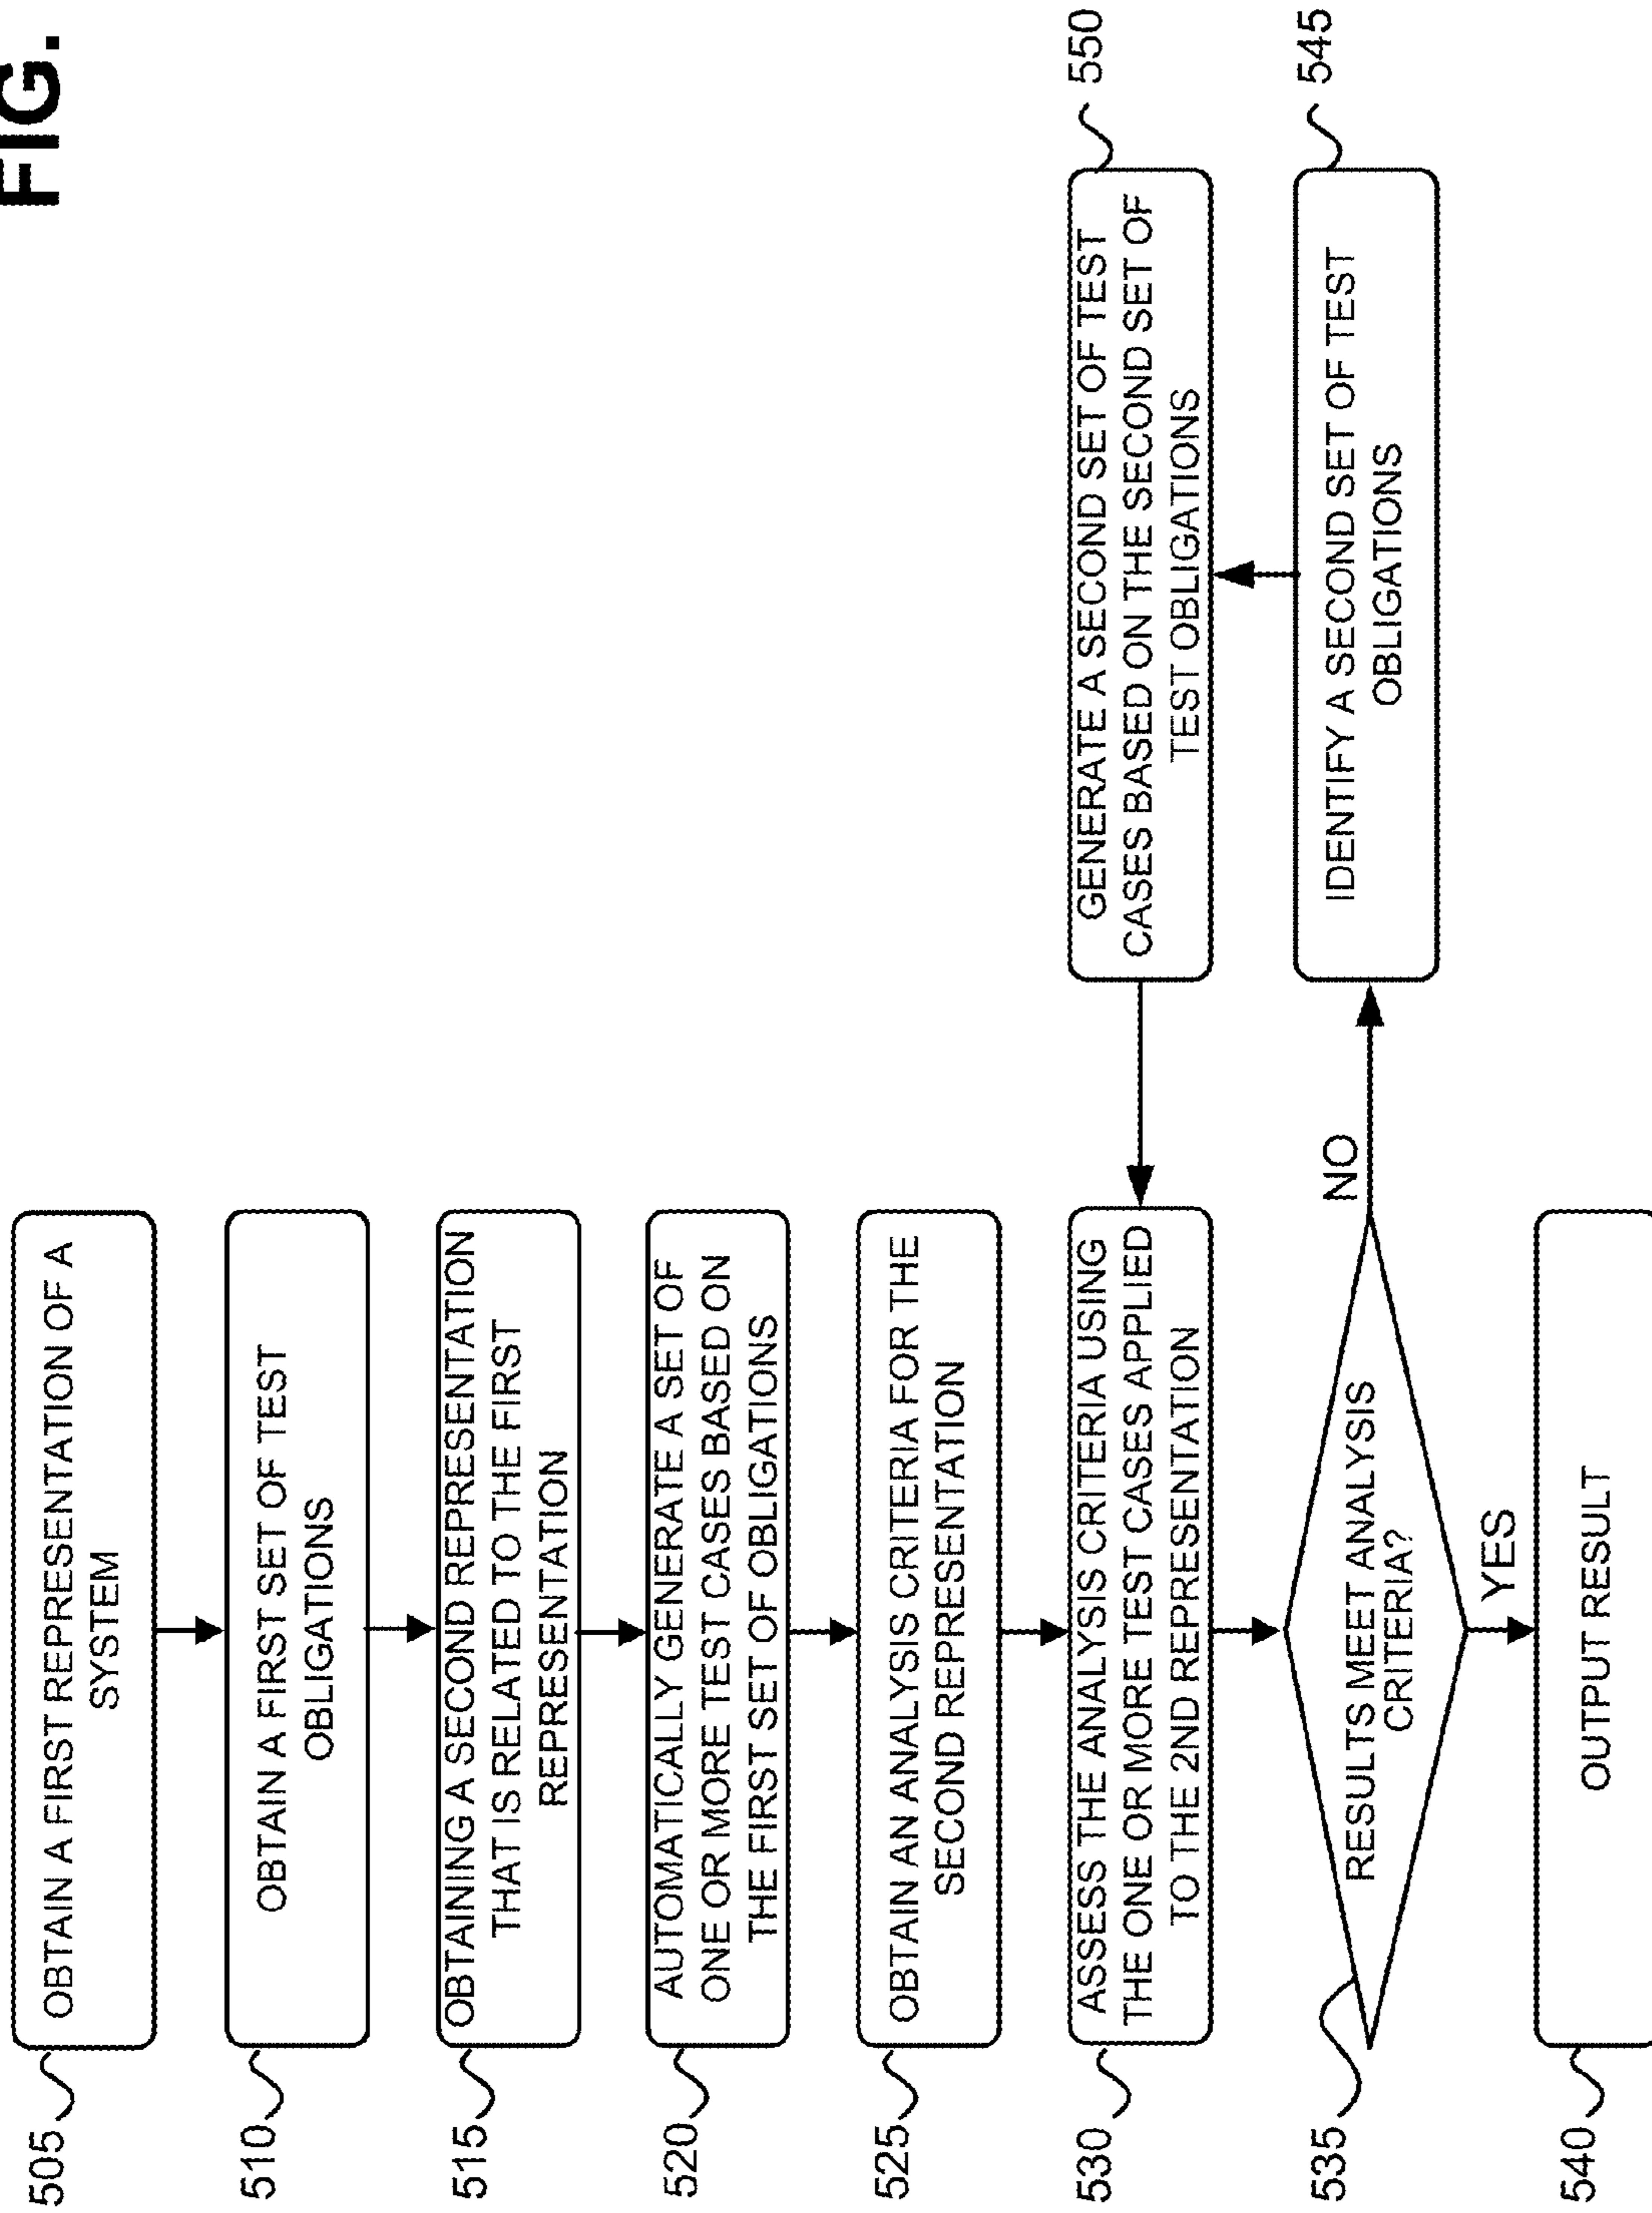 FIG.
505
OBTAIN A FIRST REPRESENTATION OF A
SYSTEM
510
OBTAIN A FIRST SET OF TEST
OBLIGATIONS
515
OBTAINING A SECOND REPRESENTATION
THAT IS RELATED TO THE FIRST
REPRESENTATION
520
AUTOMATICALLY GENERATE A SET OF
ONE OR MORE TEST CASES BASED ON
THE FIRST SET OF OBLIGATIONS
525
OBTAIN AN ANALYSIS CRITERIA FOR THE
SECOND REPRESENTATION
530
ASSESS THE ANALYSIS CRITERIA USING
THE ONE OR MORE TEST CASES APPLIED
TO THE 2ND REPRESENTATION
550
GENERATE A SECOND SET OF TEST
CASES BASED ON THE SECOND SET OF
TEST OBLIGATIONS
535
RESULTS MEET ANALYSIS
CRITERIA?
NO
545
IDENTIFY A SECOND SET OF TEST
OBLIGATIONS
YES
540
OUTPUT RESULT